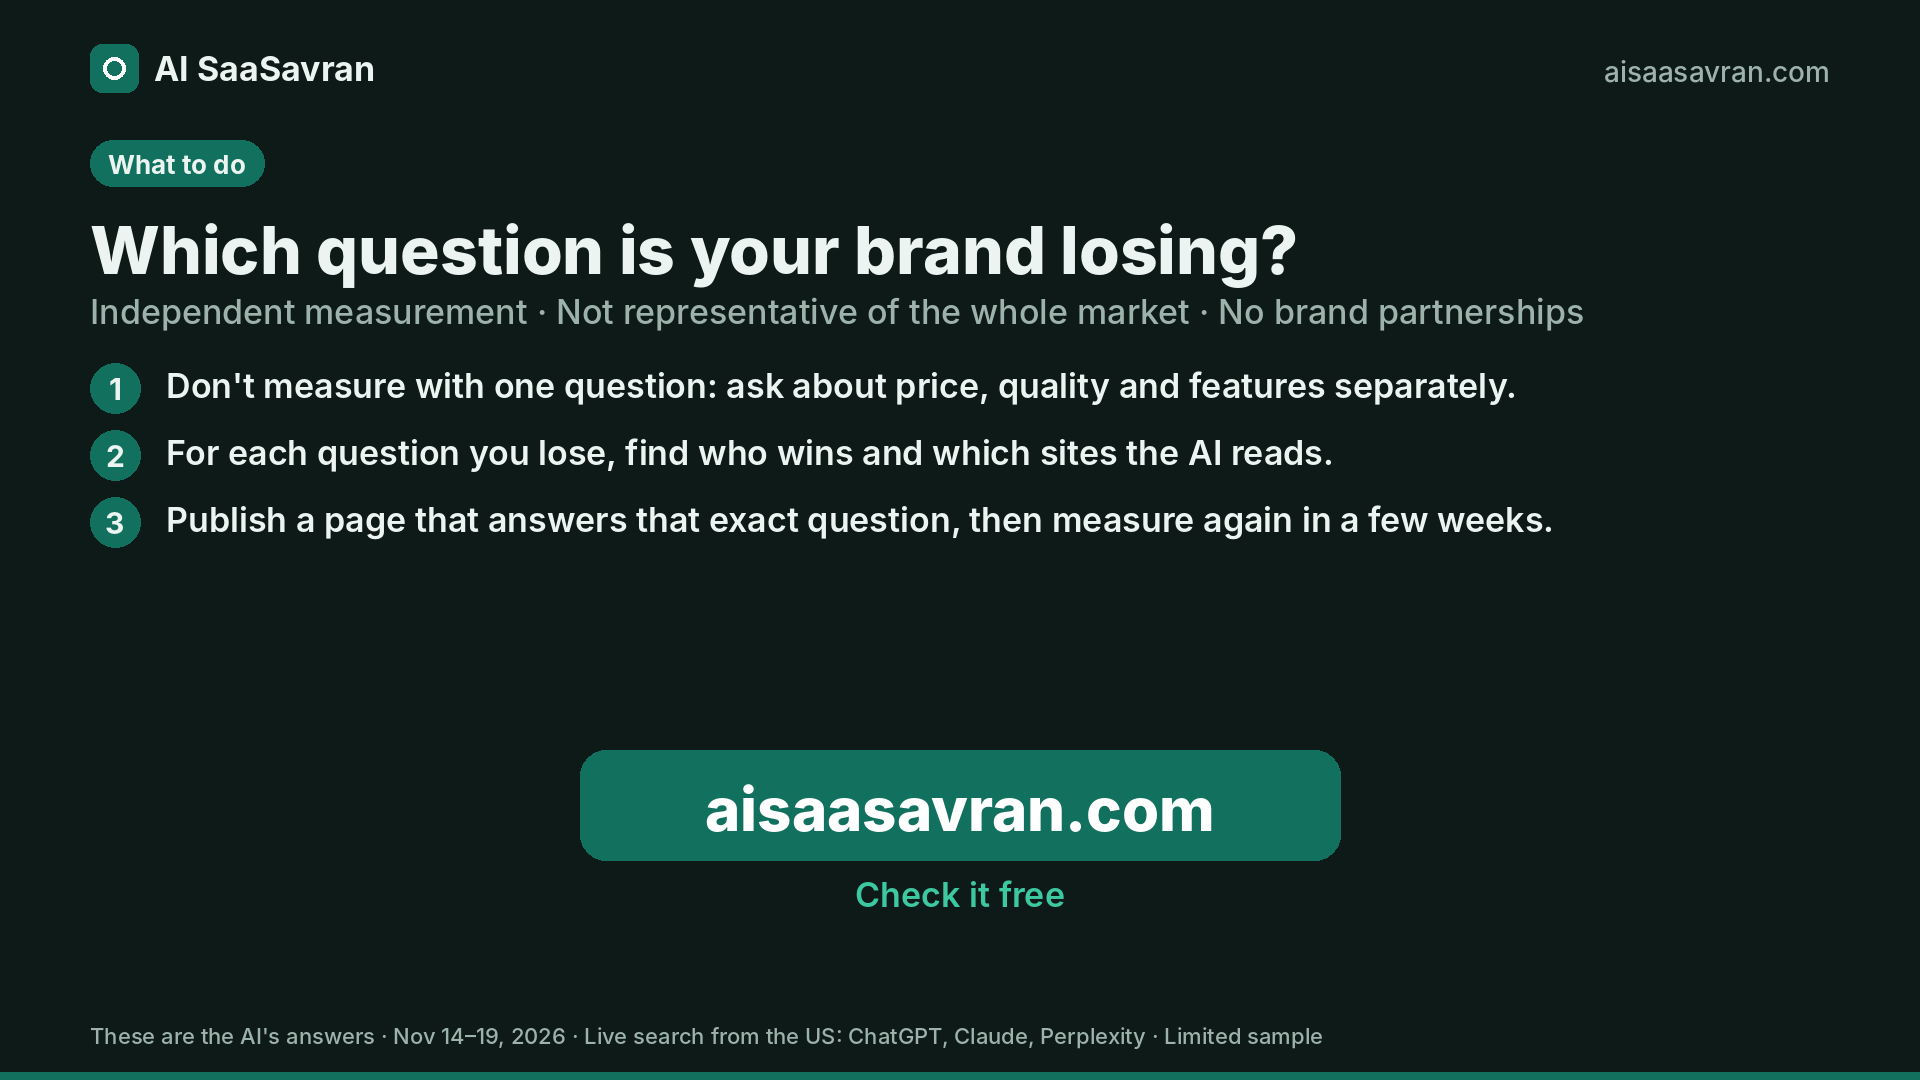 AI SaaSavran
aisaasavran.com
What to do
Which question is your brand losing?
Independent measurement · Not representative of the whole market · No brand partnerships
1 Don't measure with one question: ask about price, quality and features separately.
2 For each question you lose, find who wins and which sites the AI reads.
3 Publish a page that answers that exact question, then measure again in a few weeks.
aisaasavran.com
Check it free
These are the AI's answers · Nov 14–19, 2026 · Live search from the US: ChatGPT, Claude, Perplexity · Limited sample